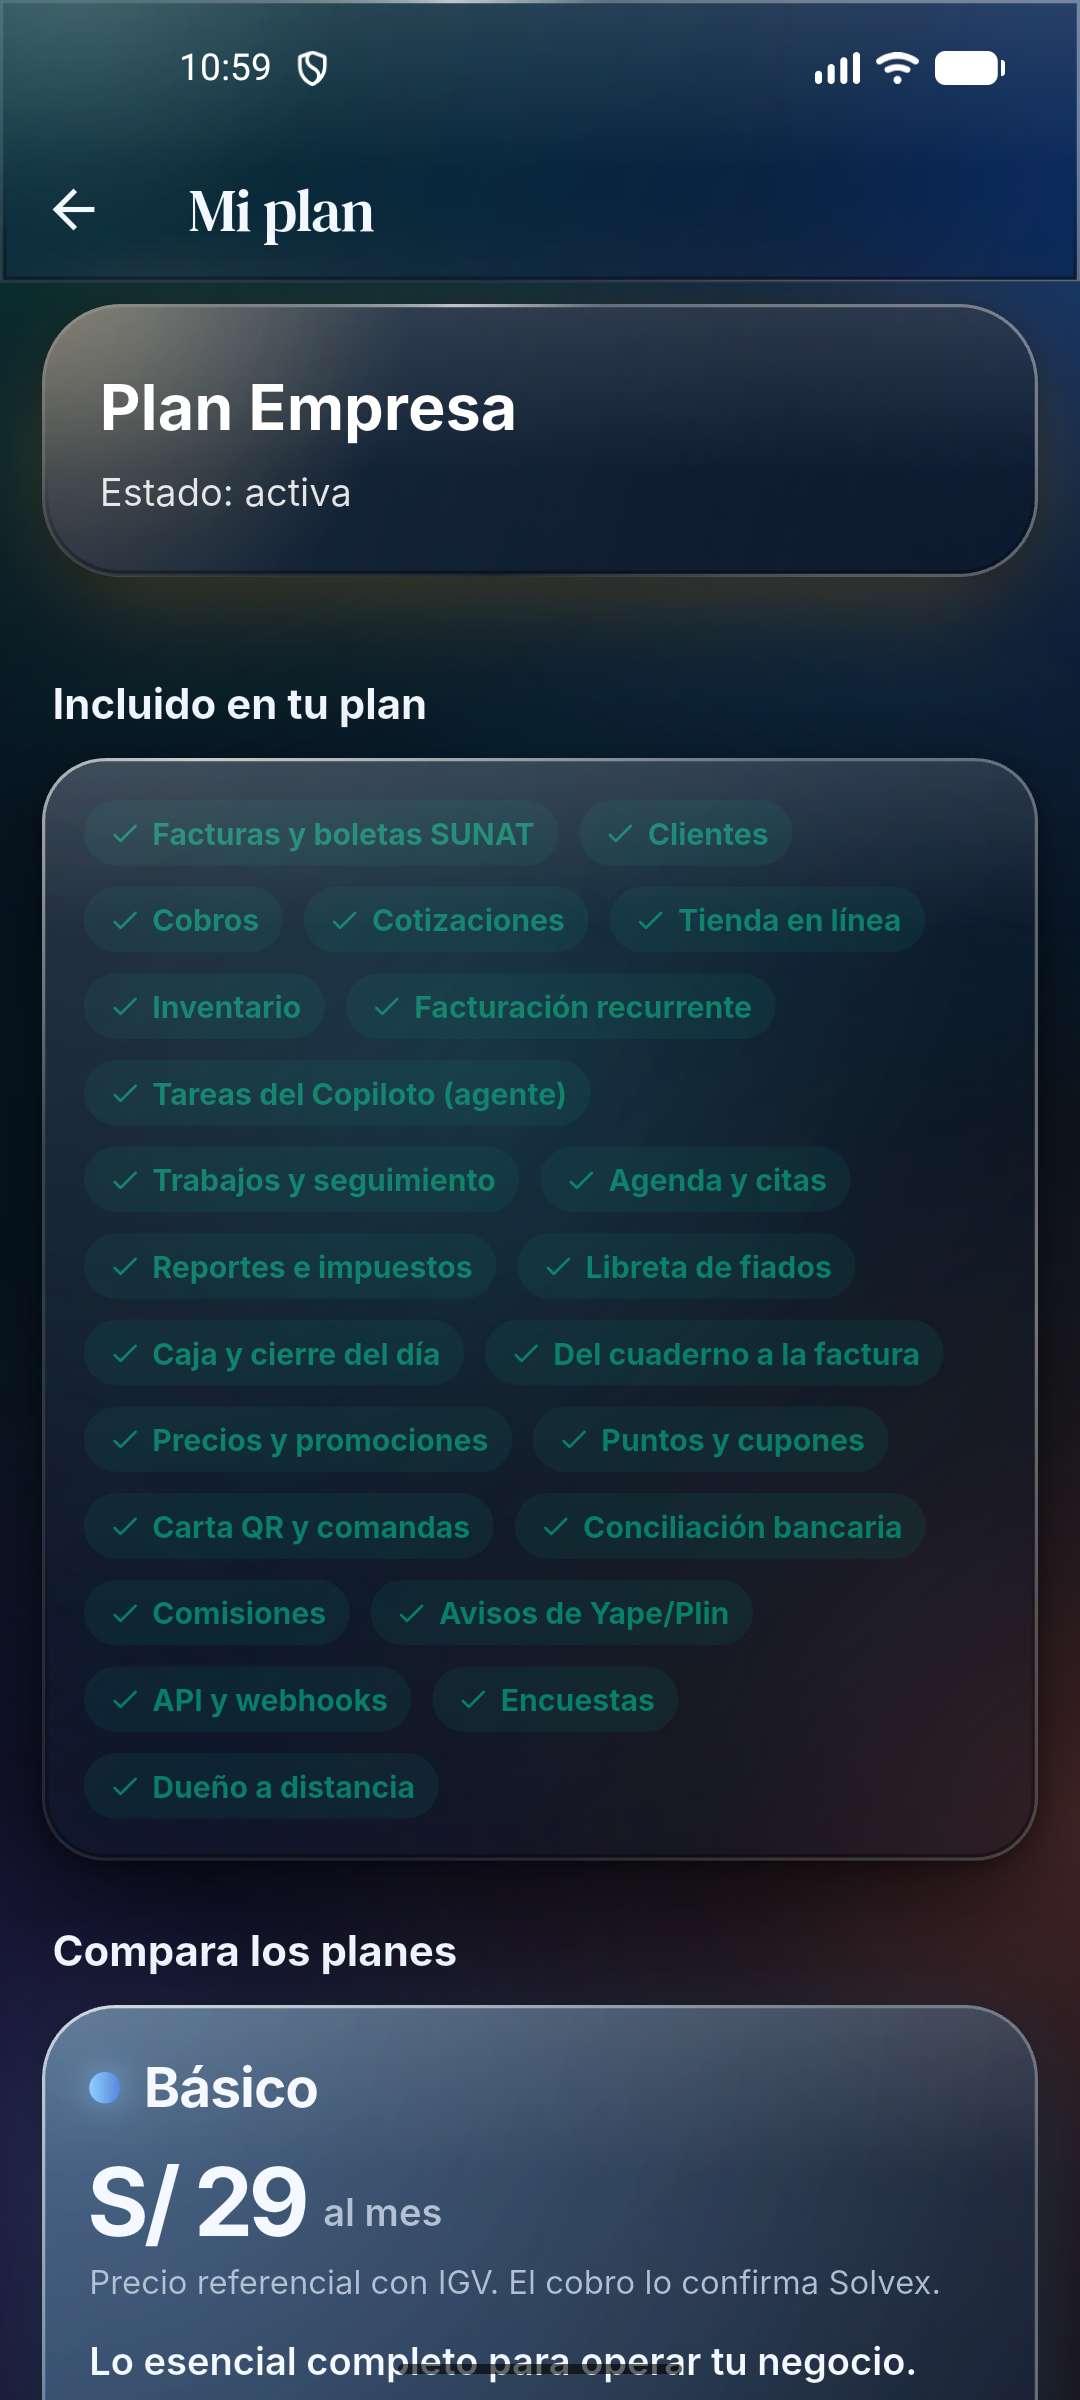 10:59
Mi plan
Plan Empresa
Estado: activa
Incluido en tu plan
Facturas y boletas SUNAT Clientes
Cobros Cotizaciones Tienda en línea
Inventario Facturación recurrente
Tareas del Copiloto (agente)
Trabajos y seguimiento Agenda y citas
Reportes e impuestos Libreta de fiados
Caja y cierre del día Del cuaderno a la factura
Precios y promociones Puntos y cupones
Carta QR y comandas Conciliación bancaria
Comisiones Avisos de Yape/Plin
API y webhooks Encuestas
Dueño a distancia
Compara los planes
Básico
S/ 29 al mes
Precio referencial con IGV. El cobro lo confirma Solvex.
Lo esencial completo para operar tu negocio.